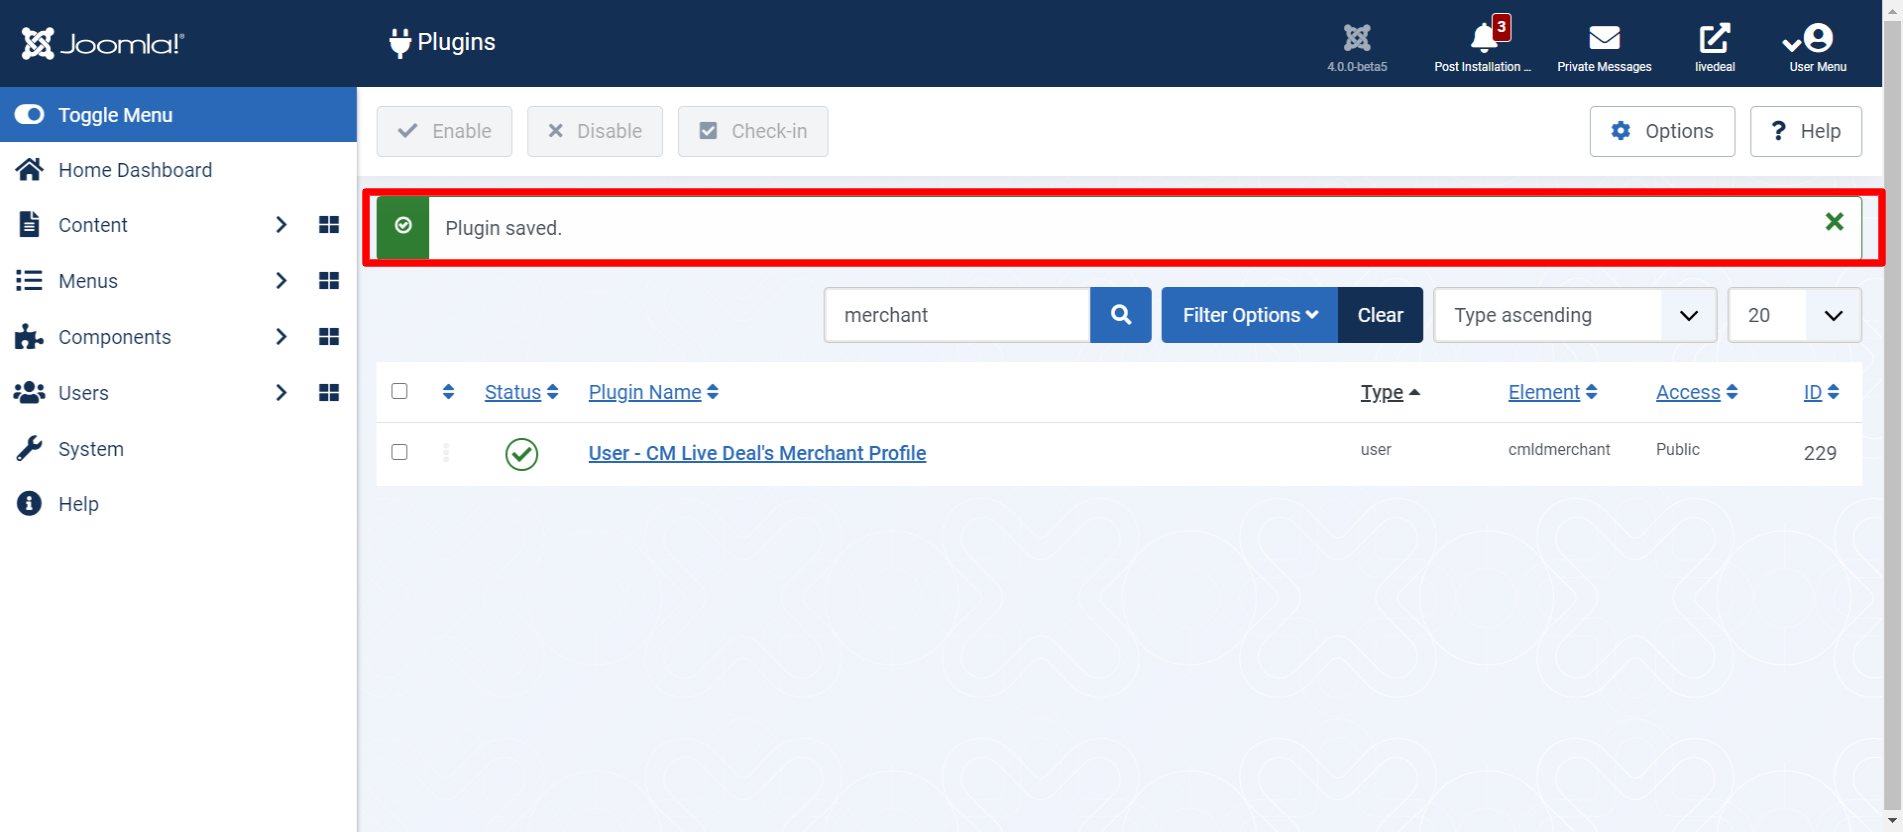 Joomla!®
Plugins
4.0.0-beta5
3
Post Installation ...
Private Messages
livedeal
User Menu
Toggle Menu
Home Dashboard
Content
Menus
Components
Users
System
Help
Enable
Disable
Check-in
Options
? Help
Plugin saved.
merchant
Filter Options
Clear
Type ascending
20
Status
Plugin Name
Type
Element
Access
ID
User - CM Live Deal's Merchant Profile
user
cmldmerchant
Public
229